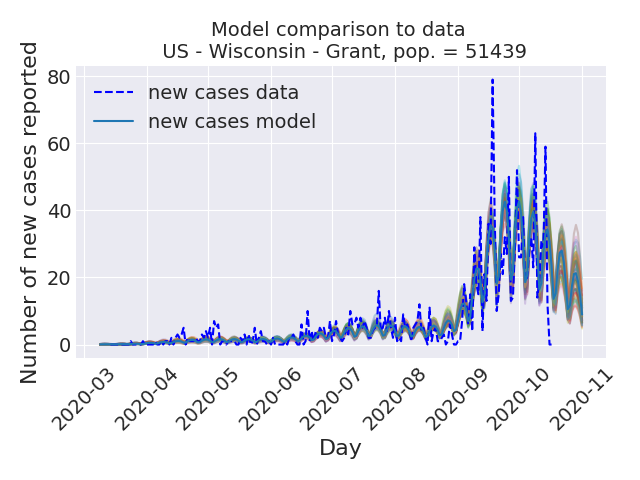 Model comparison to data
US - Wisconsin - Grant, pop. = 51439
Number of new cases reported
80
60
40
20
0
new cases data
new cases model
2020-03
2020-04
2020-05
2020-06
2020-07
2020-08
2020-09
2020-10
2020-11
Day